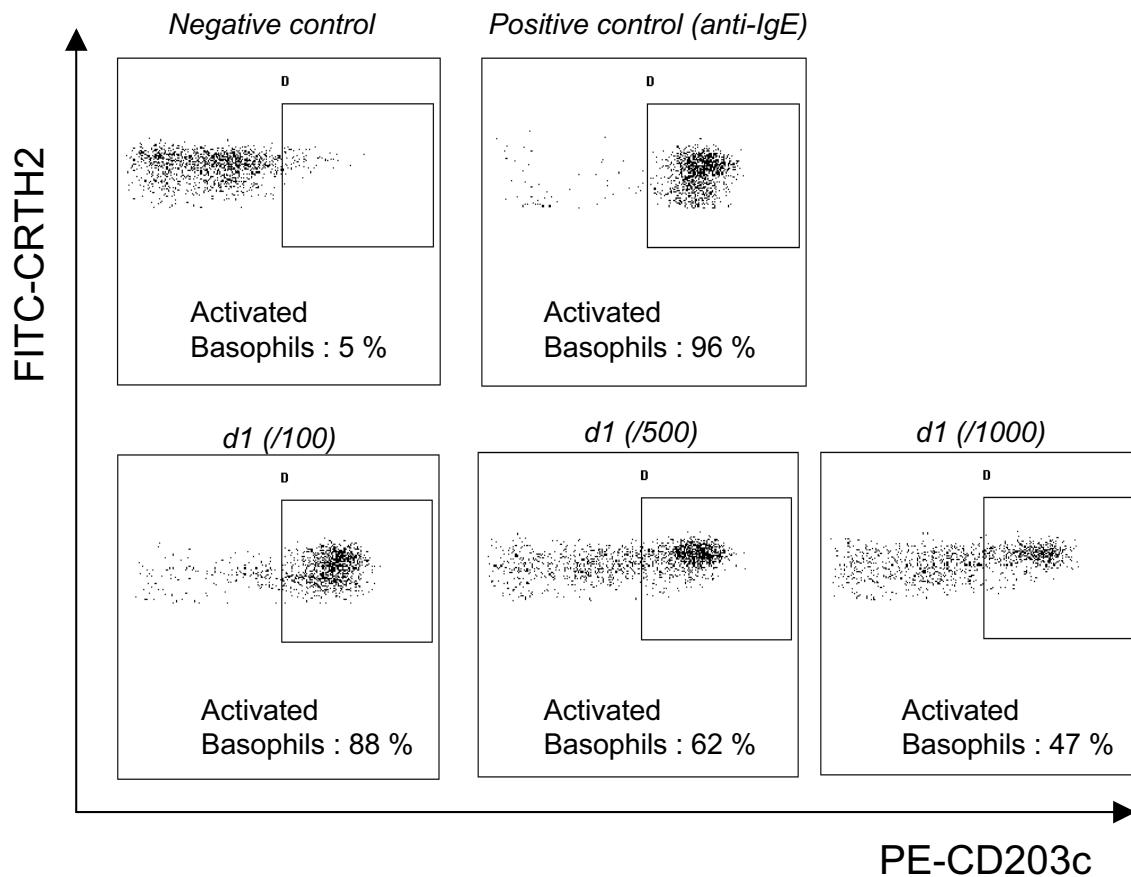 Negative control
Positive control (anti-IgE)
FITC-CRTH2
D
Activated
Basophils : 5 %
D
Activated
Basophils : 96 %
d1 (/100)
d1 (/500)
d1 (/1000)
D
Activated
Basophils : 88 %
D
Activated
Basophils : 62 %
D
Activated
Basophils : 47 %
PE-CD203c